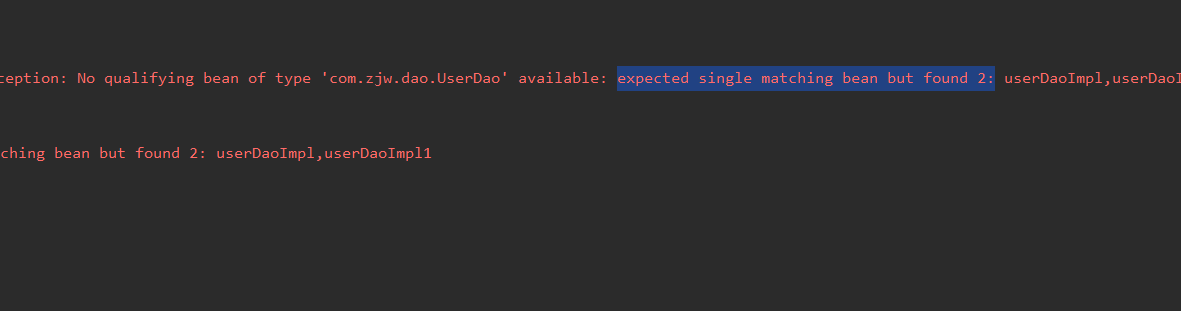 ception: No qualifying bean of type 'com.zjw.dao.UserDao' available: expected single matching bean but found 2: userDaoImpl,userDaoI
ching bean but found 2: userDaoImpl,userDaoImpl1